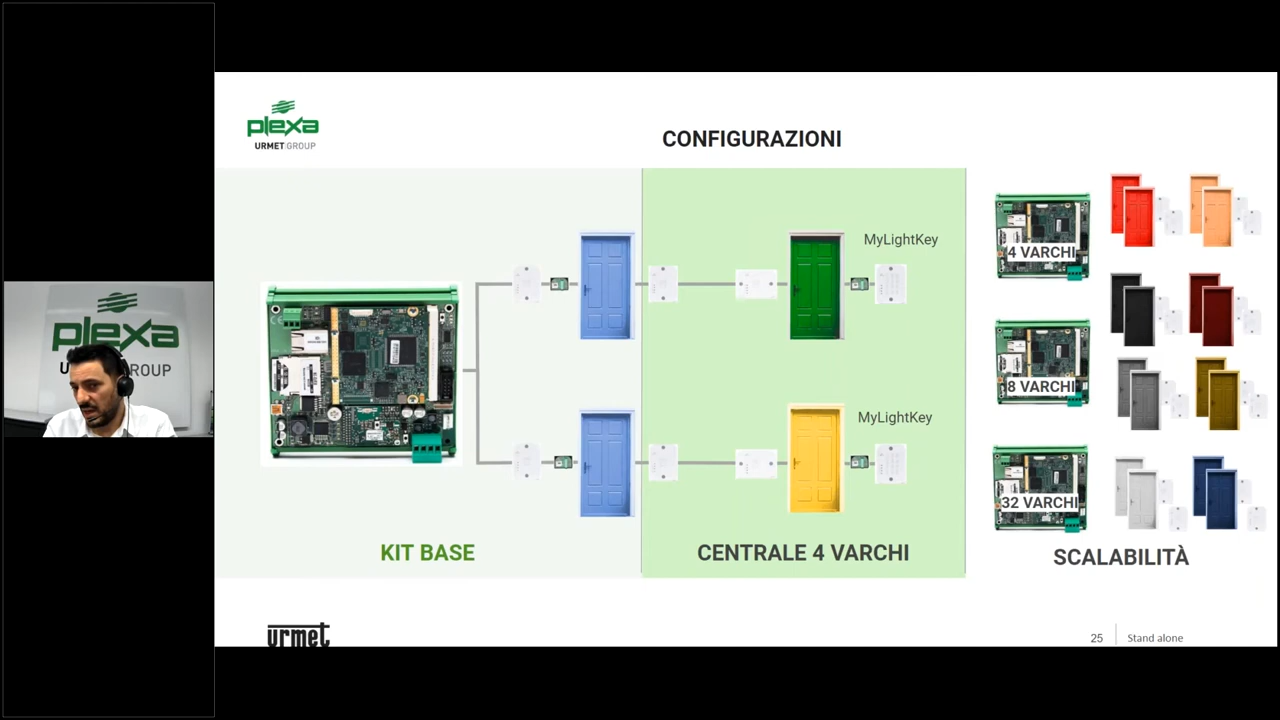 plexa
URMET GROUP
CONFIGURAZIONI
MyLightKey
MyLightKey
KIT BASE
CENTRALE 4 VARCHI
4 VARCHI
8 VARCHI
32 VARCHI
SCALABILITÀ
urmet
25
Stand alone
plexa
GROUP